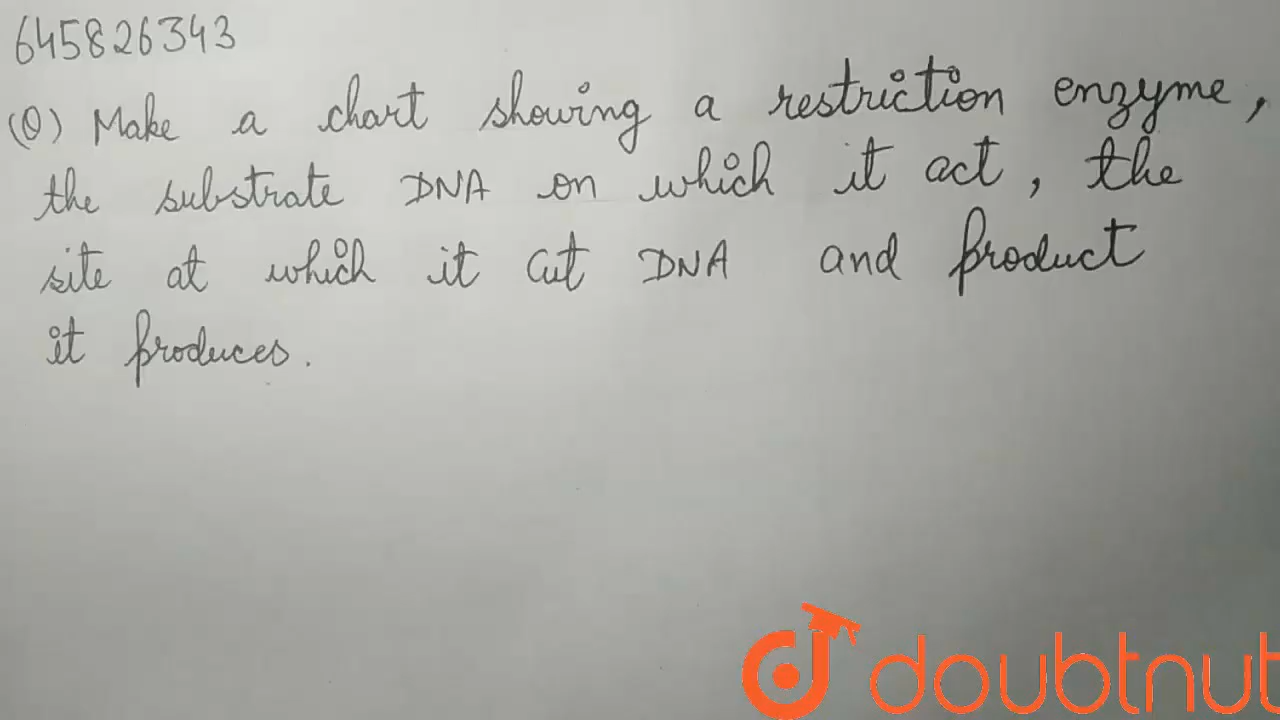 645826343
(Q) Make a chart showing a restriction enzyme,
the substrate DNA on which it act, the
site at which it cut DNA and product
it produces.
doubtnut